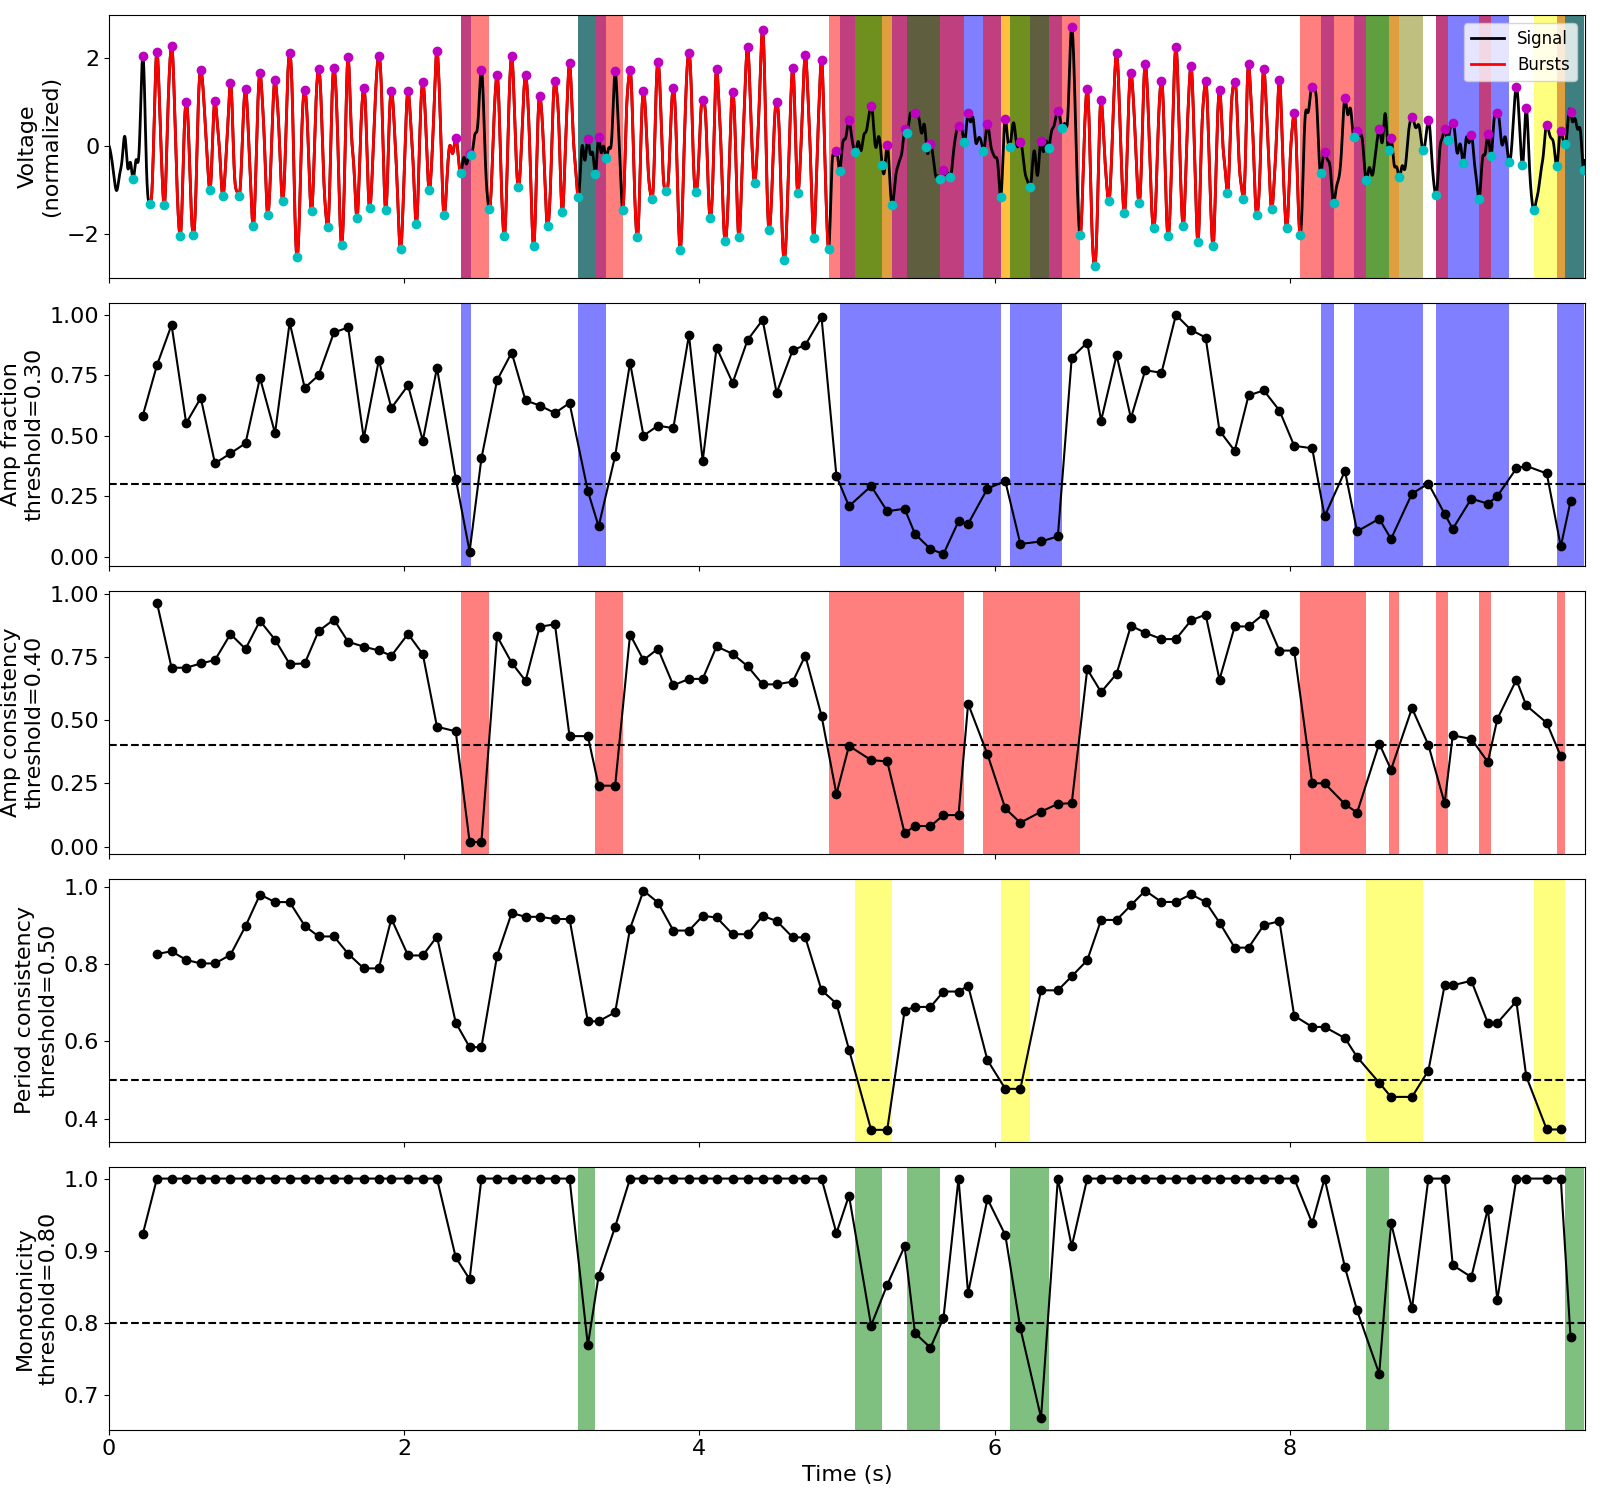 Voltage
(normalized)
2
0
−2
Signal
Bursts
Amp fraction
threshold=0.30
1.00
0.75
0.50
0.25
0.00
Amp consistency
threshold=0.40
1.00
0.75
0.50
0.25
0.00
Period consistency
threshold=0.50
1.0
0.8
0.6
0.4
Monotonicity
threshold=0.80
1.0
0.9
0.8
0.7
0 2 4 6 8
Time (s)